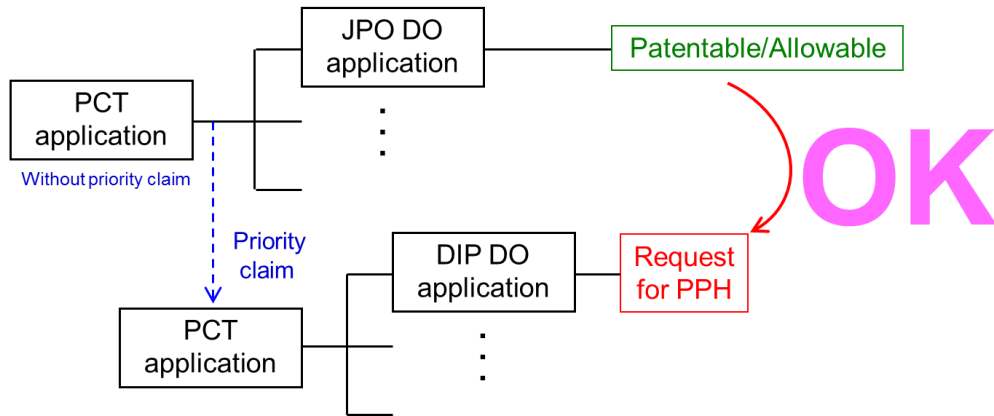 JPO DO
application
Patentable/Allowable
PCT
application
Without priority claim
OK
Priority
claim
DIP DO
application
Request
for PPH
PCT
application